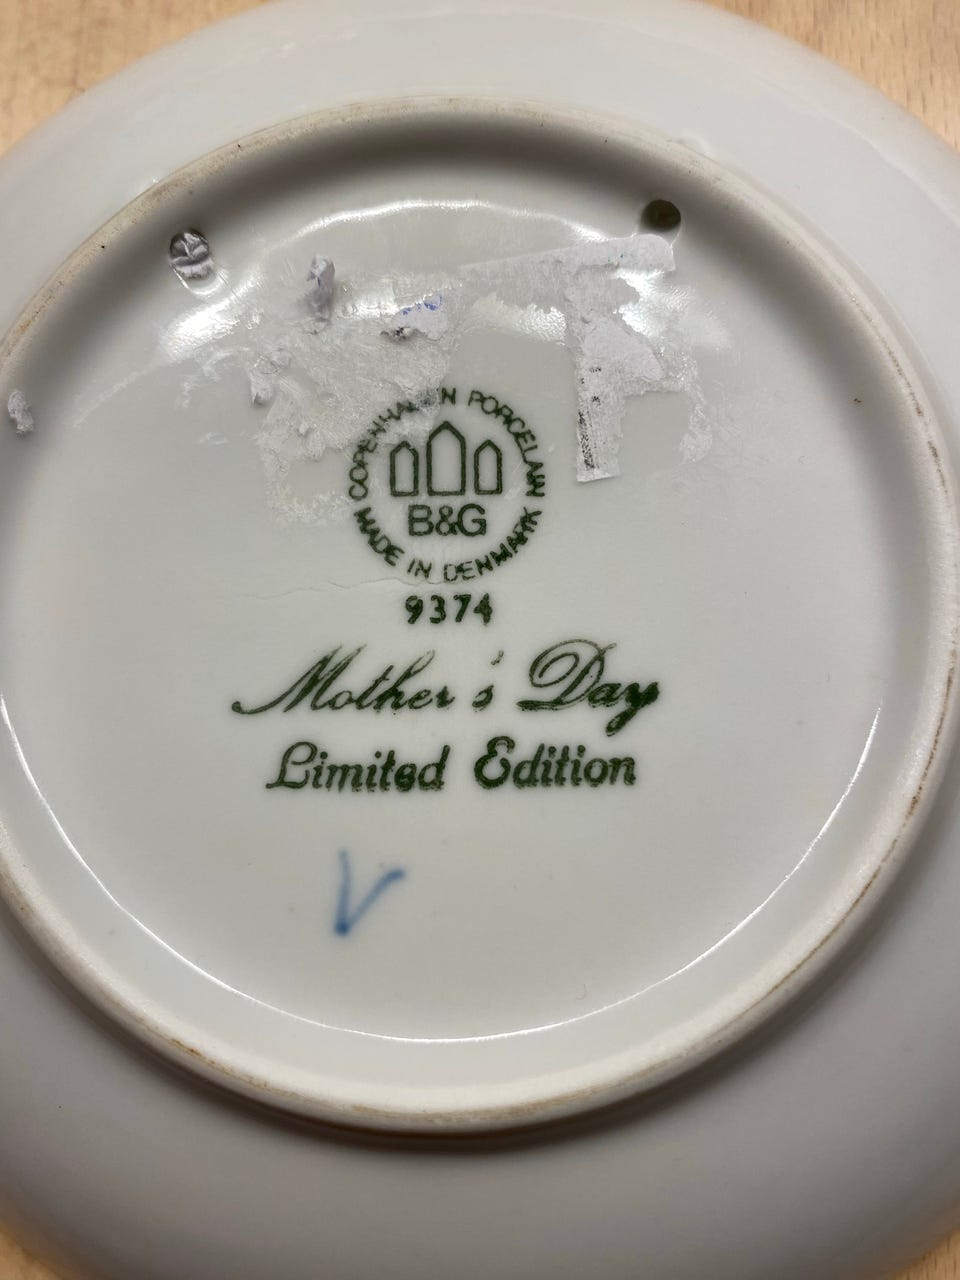 COPENHAGEN PORCELAIN
B&G
MADE IN DENMARK
9374
Mother's Day
Limited Edition
V